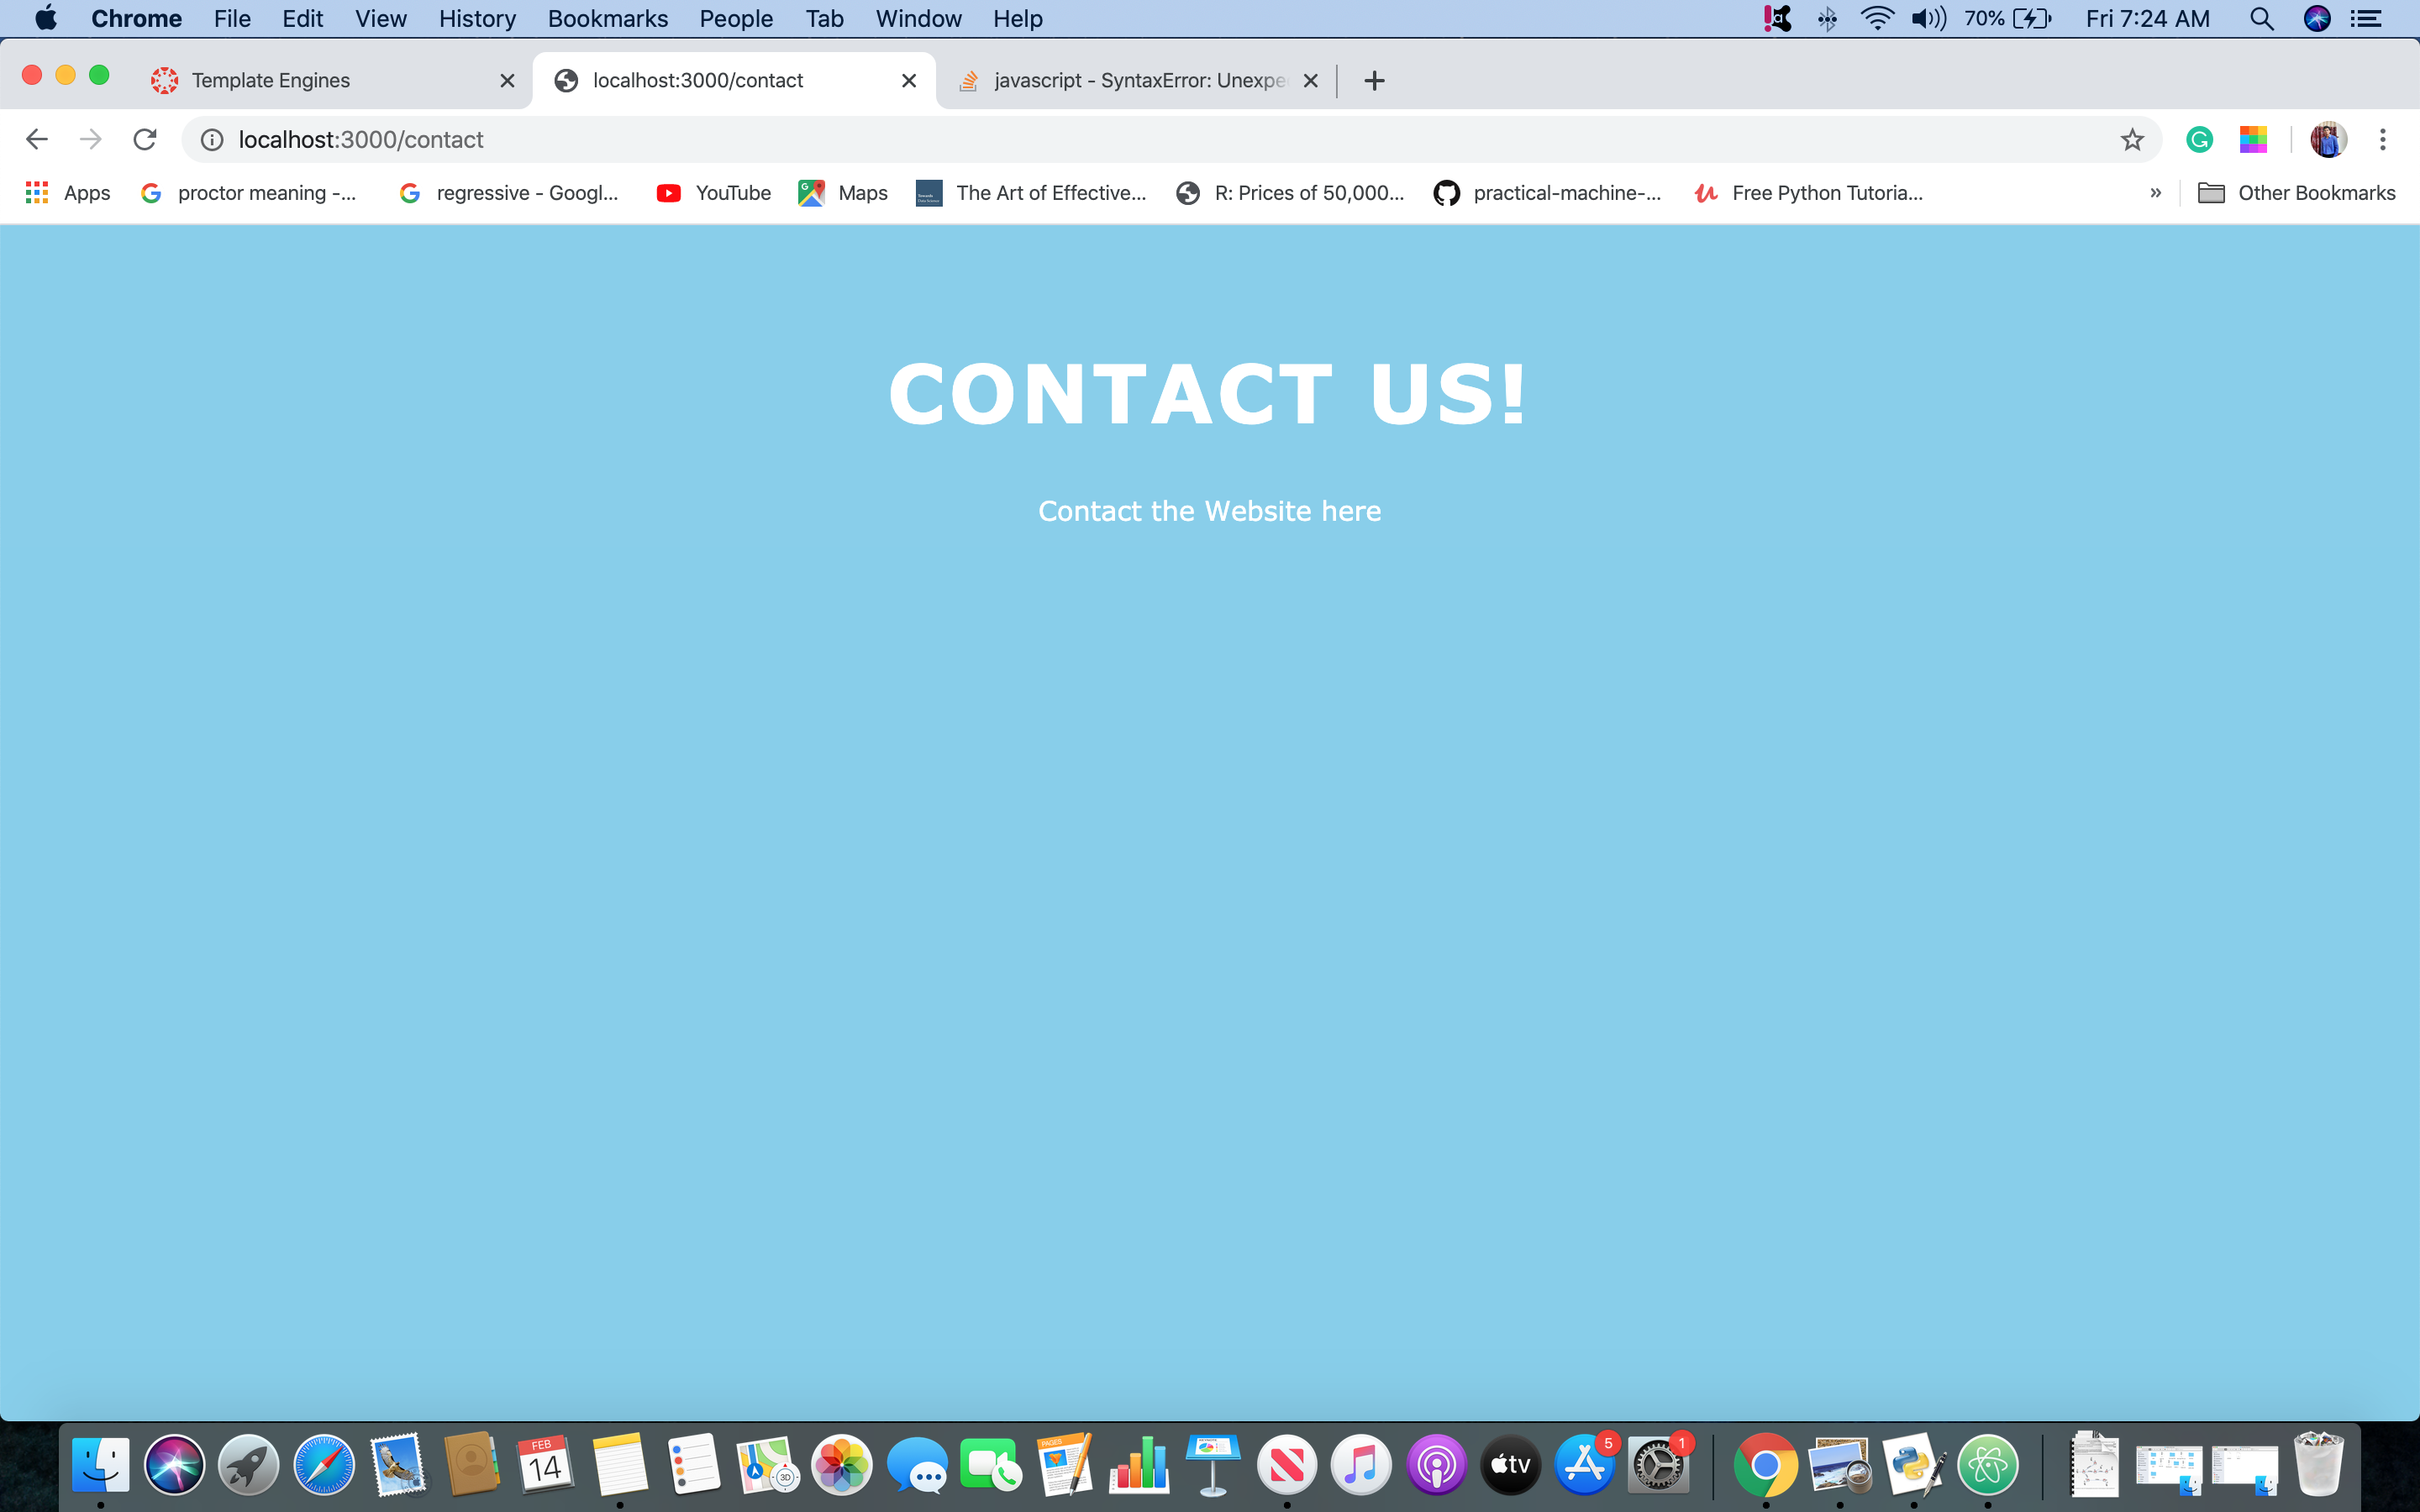 Chrome File Edit View History Bookmarks People Tab Window Help 70% Fri 7:24 AM
Template Engines localhost:3000/contact javascript - SyntaxError: Unexpe
localhost:3000/contact
Apps proctor meaning -... regressive - Googl... YouTube Maps The Art of Effective... R: Prices of 50,000... practical-machine-... Free Python Tutoria... » Other Bookmarks
CONTACT US!
Contact the Website here
FEB
14
PAGES
3D
tv
5
1